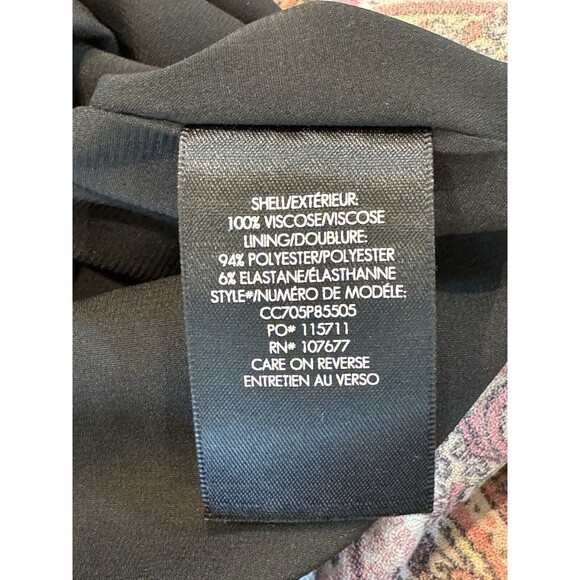 SHELL/EXTÉRIEUR:
100% VISCOSE/VISCOSE
LINING/DOUBLURE:
94% POLYESTER/POLYESTER
6% ELASTANE/ÉLASTHANNE
STYLE#/NUMÉRO DE MODÉLE:
CC705P85505
PO# 115711
RN# 107677
CARE ON REVERSE
ENTRETIEN AU VERSO